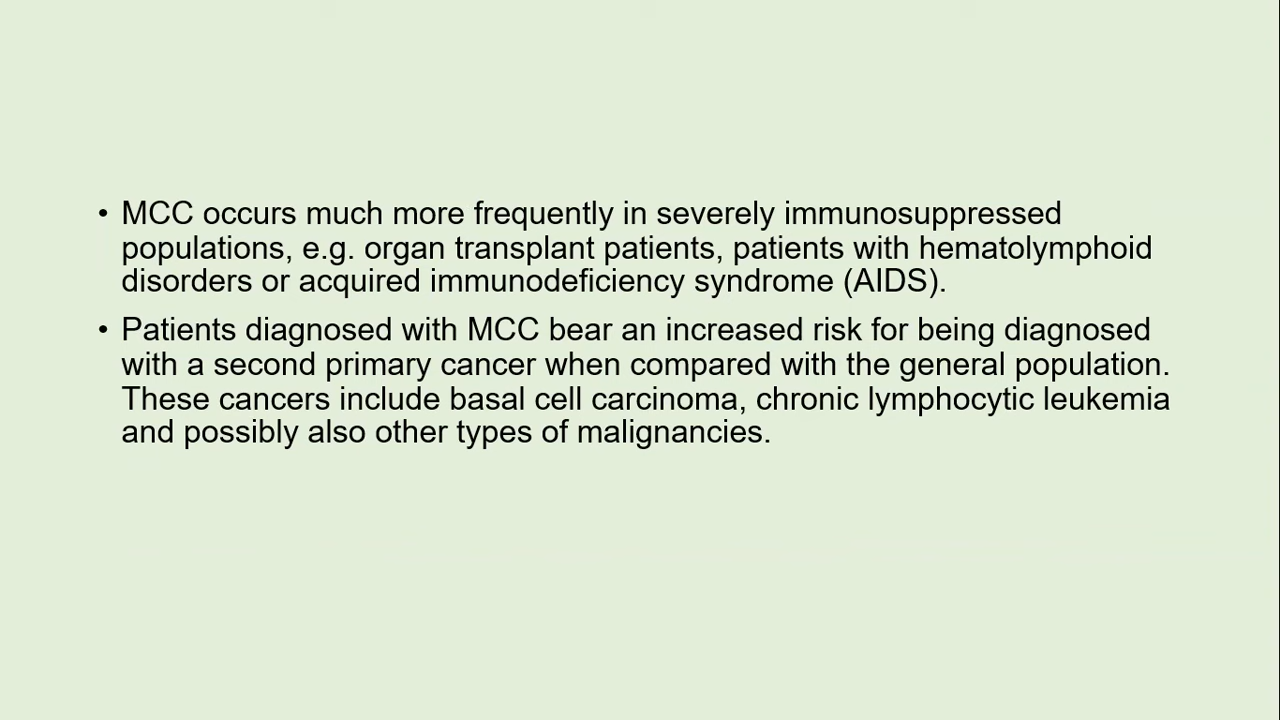 • MCC occurs much more frequently in severely immunosuppressed
populations, e.g. organ transplant patients, patients with hematolymphoid
disorders or acquired immunodeficiency syndrome (AIDS).
• Patients diagnosed with MCC bear an increased risk for being diagnosed
with a second primary cancer when compared with the general population.
These cancers include basal cell carcinoma, chronic lymphocytic leukemia
and possibly also other types of malignancies.